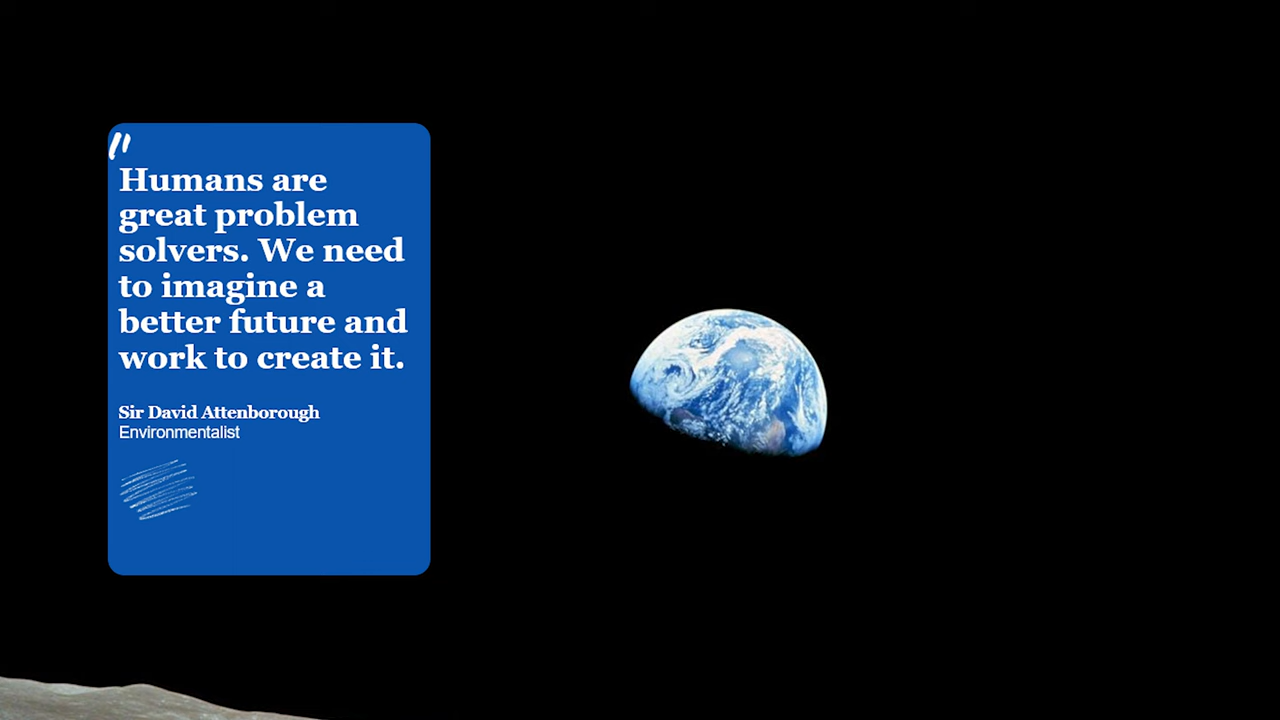 "
Humans are
great problem
solvers. We need
to imagine a
better future and
work to create it.
Sir David Attenborough
Environmentalist